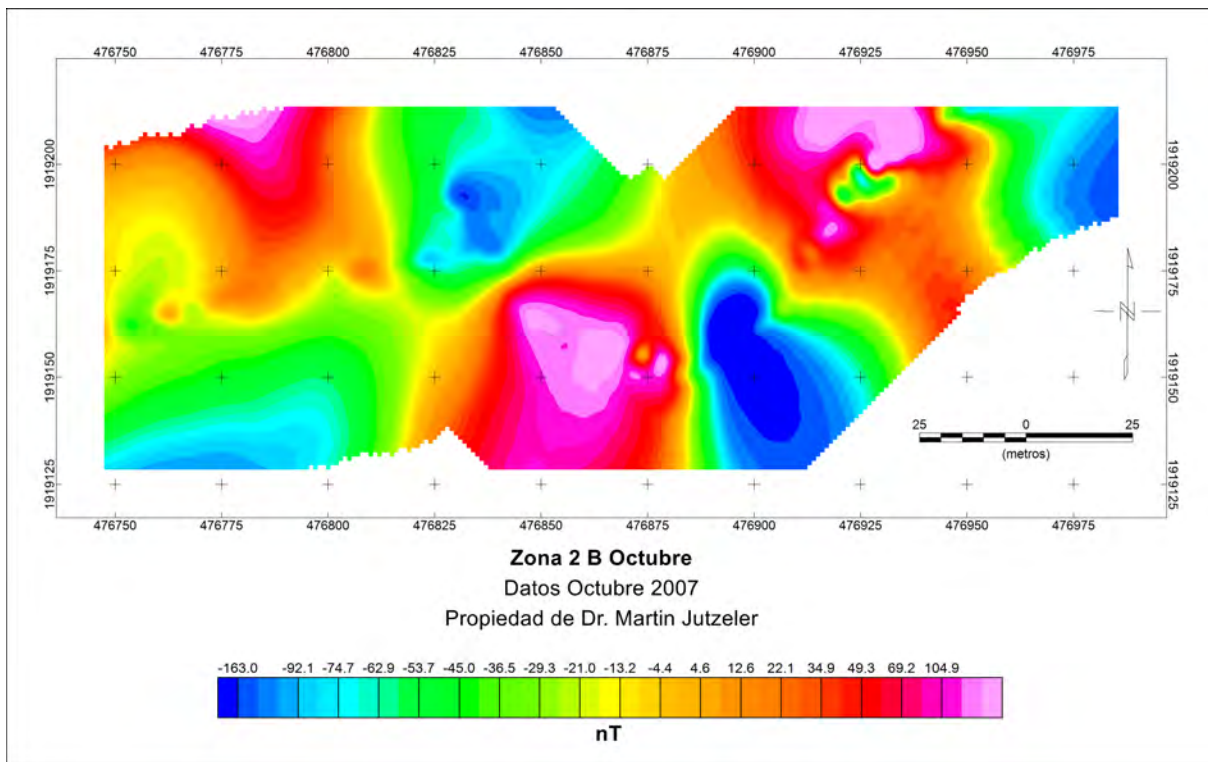 476750 476775 476800 476825 476850 476875 476900 476925 476950 476975
1919200 1919200
1919175 1919175
1919150 1919150
1919125 1919125
N
25 0 25
(metros)
476750 476775 476800 476825 476850 476875 476900 476925 476950 476975
Zona 2 B Octubre
Datos Octubre 2007
Propiedad de Dr. Martin Jutzeler
-163.0 -92.1 -74.7 -62.9 -53.7 -45.0 -36.5 -29.3 -21.0 -13.2 -4.4 4.6 12.6 22.1 34.9 49.3 69.2 104.9
nT